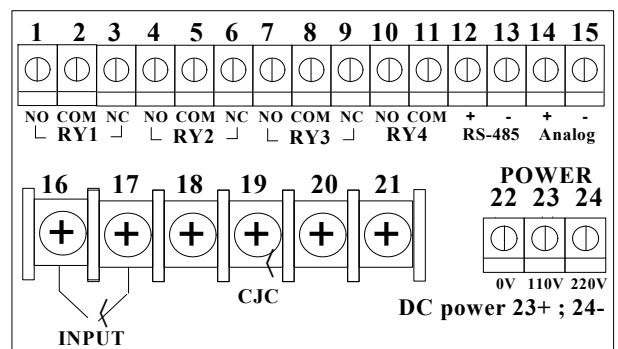 1 2 3 4 5 6 7 8 9 10 11 12 13 14 15
NO COM NC NO COM NC NO COM NC NO COM + - + -
RY1 RY2 RY3 RY4 RS-485 Analog
POWER
16 17 18 19 20 21
22 23 24
0V 110V 220V
CJC
DC power 23+ ; 24-
INPUT